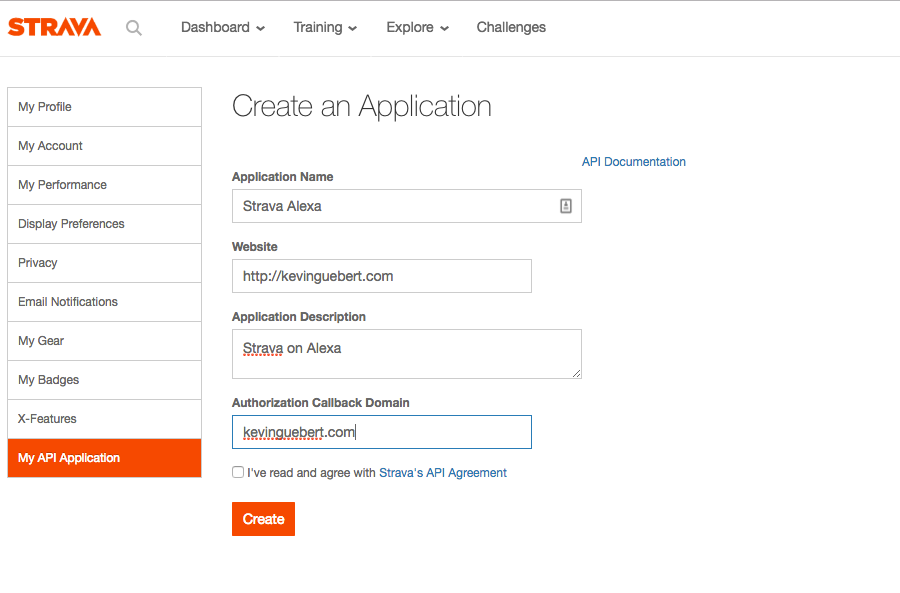 STRAVA
Dashboard
Training
Explore
Challenges
My Profile
My Account
My Performance
Display Preferences
Privacy
Email Notifications
My Gear
My Badges
X-Features
My API Application
Create an Application
API Documentation
Application Name
Strava Alexa
Website
http://kevinguebert.com
Application Description
Strava on Alexa
Authorization Callback Domain
kevinguebert.com
I've read and agree with Strava's API Agreement
Create